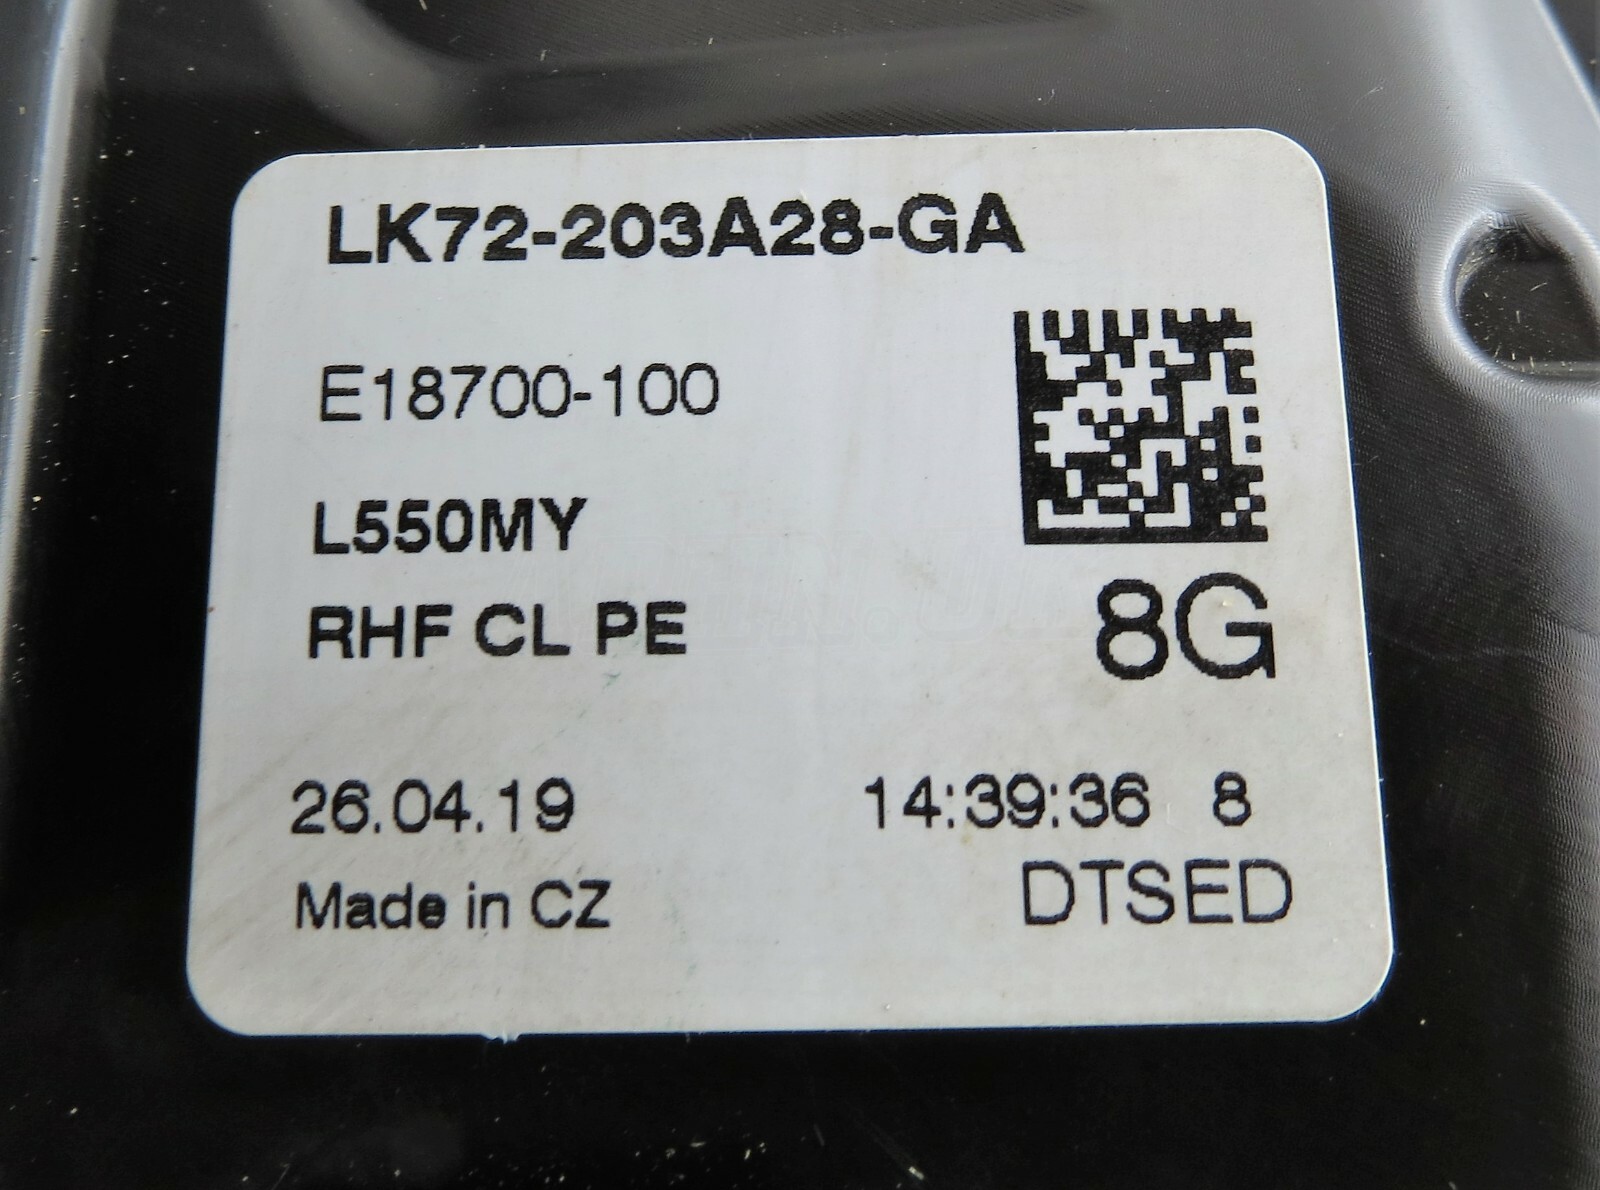 LK72-203A28-GA
E18700-100
L550MY
RHF CL PE
8G
26.04.19 14:39:36 8
Made in CZ DTSED